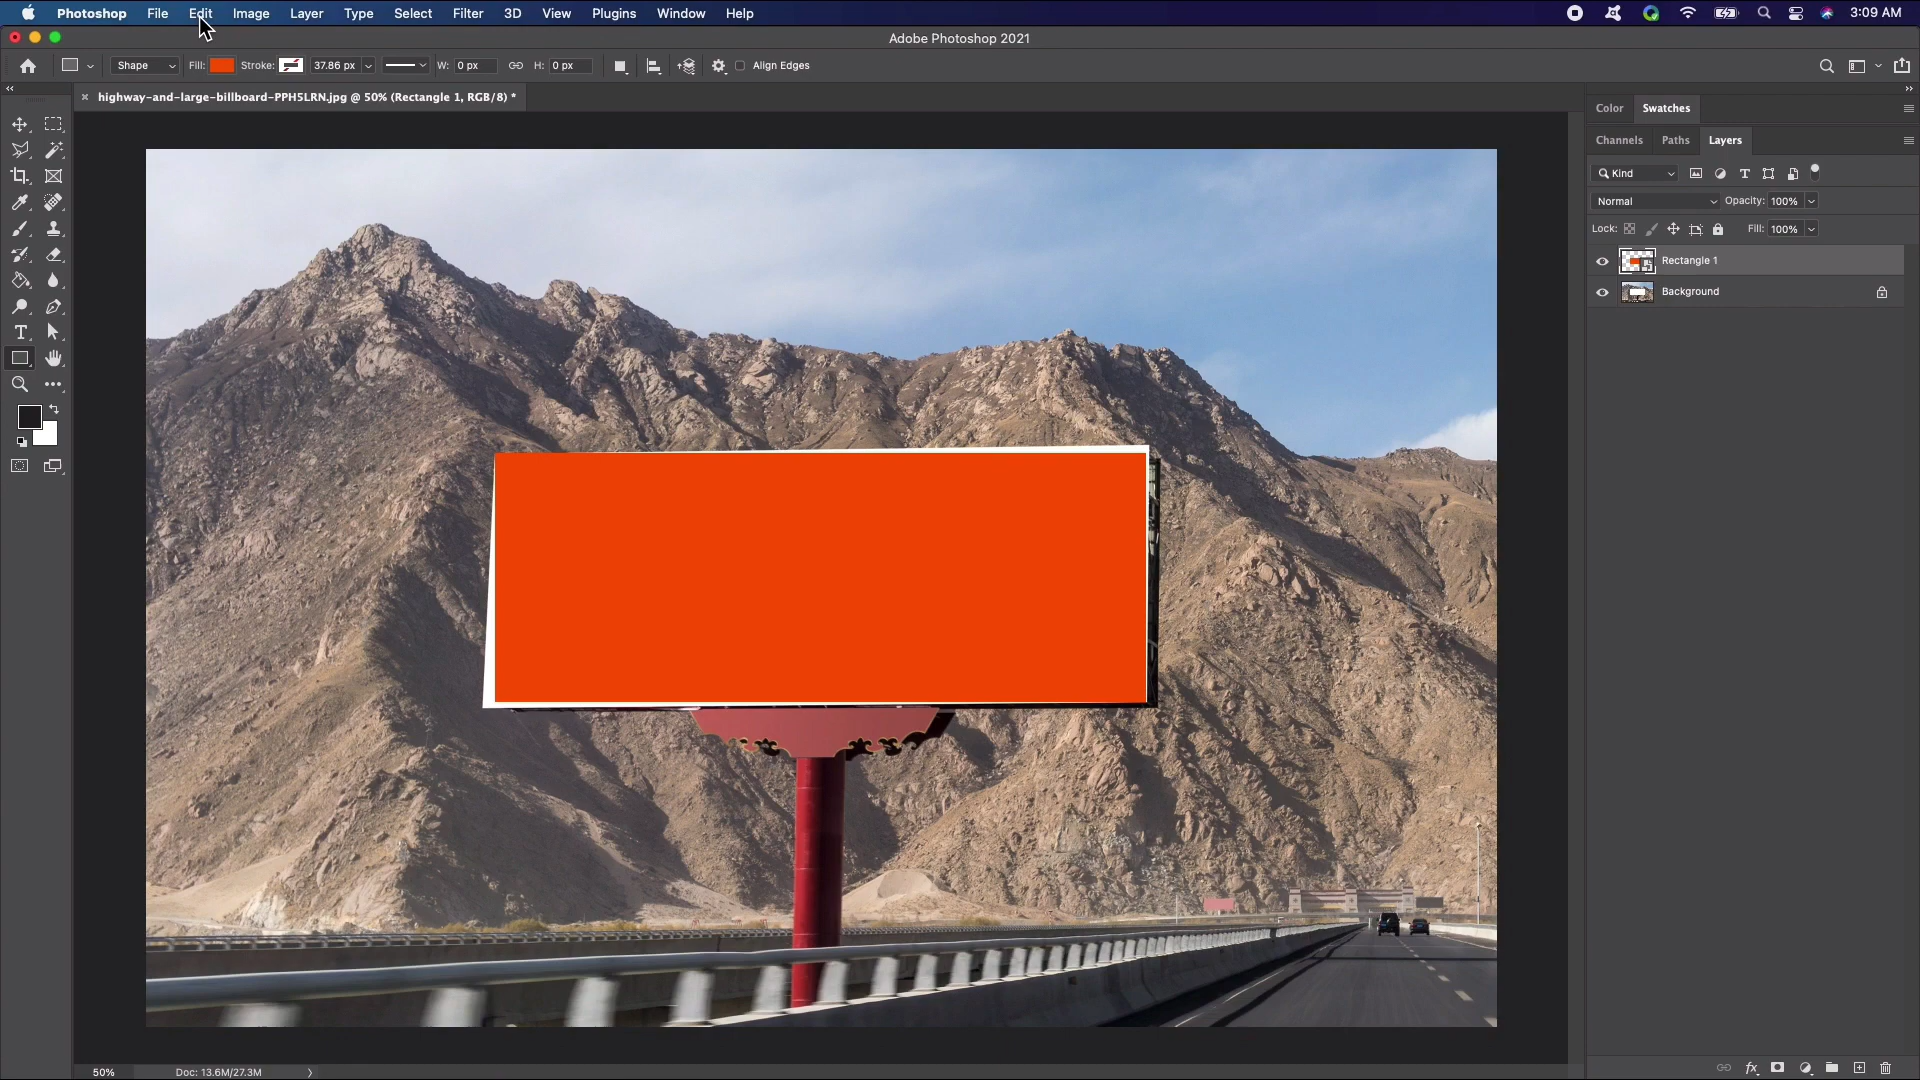 Photoshop File Edit Image Layer Type Select Filter 3D View Plugins Window Help 3:09 AM
Adobe Photoshop 2021
Shape Fill: Stroke: 37.86 px W: 0 px H: 0 px Align Edges
highway-and-large-billboard-PPH5LRN.jpg @ 50% (Rectangle 1, RGB/8) *
Color Swatches
Channels Paths Layers
Kind
Normal Opacity: 100%
Lock: Fill: 100%
Rectangle 1
Background
50% Doc: 13.6M/27.3M